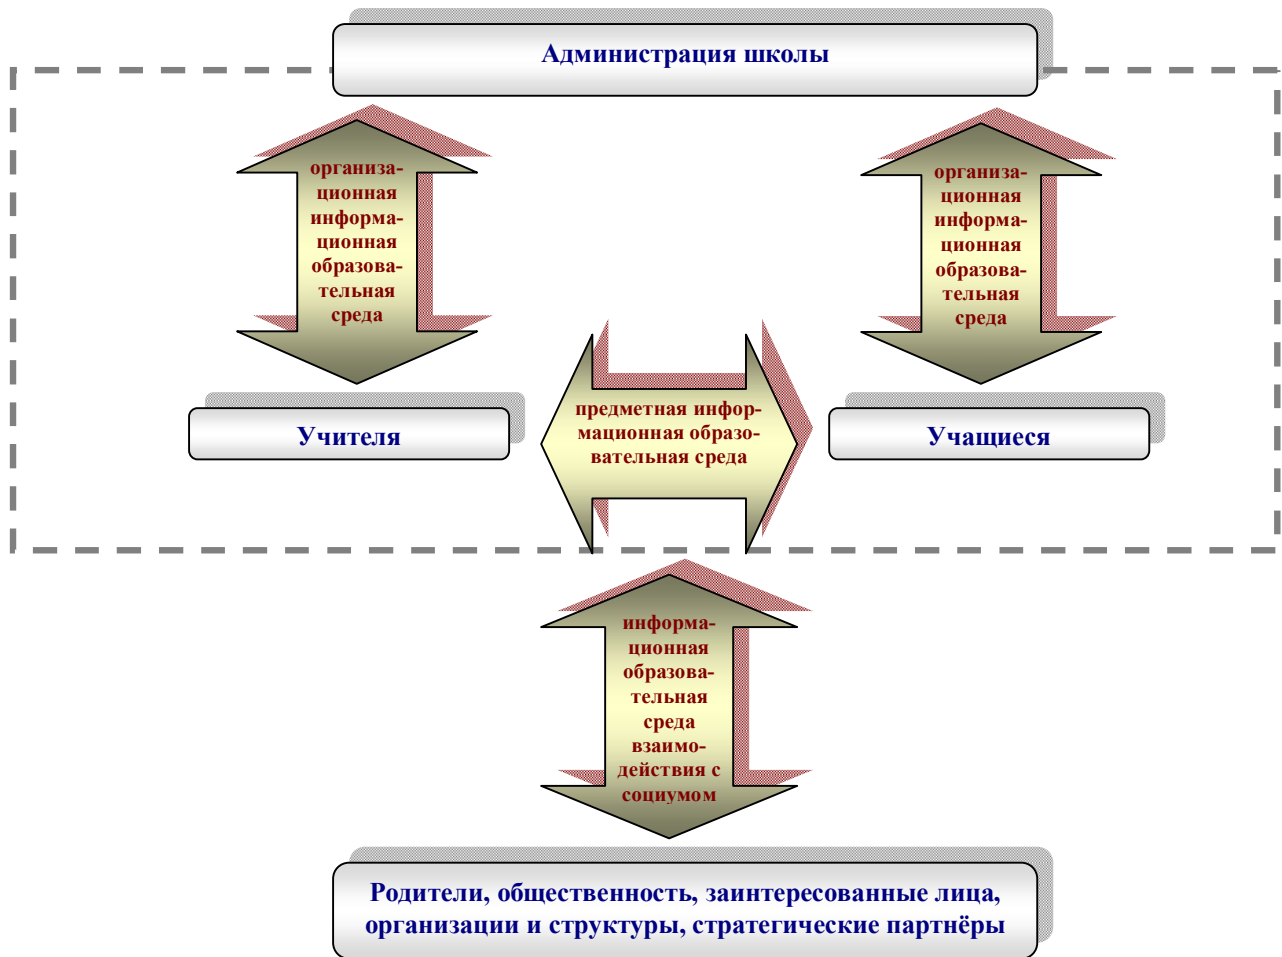 Администрация школы
организа-
ционная
информа-
ционная
образова-
тельная
среда
организа-
ционная
информа-
ционная
образова-
тельная
среда
Учителя
предметная инфор-
мационная образо-
вательная среда
Учащиеся
информа-
ционная
образова-
тельная
среда
взаимо-
действия с
социумом
Родители, общественность, заинтересованные лица,
организации и структуры, стратегические партнёры